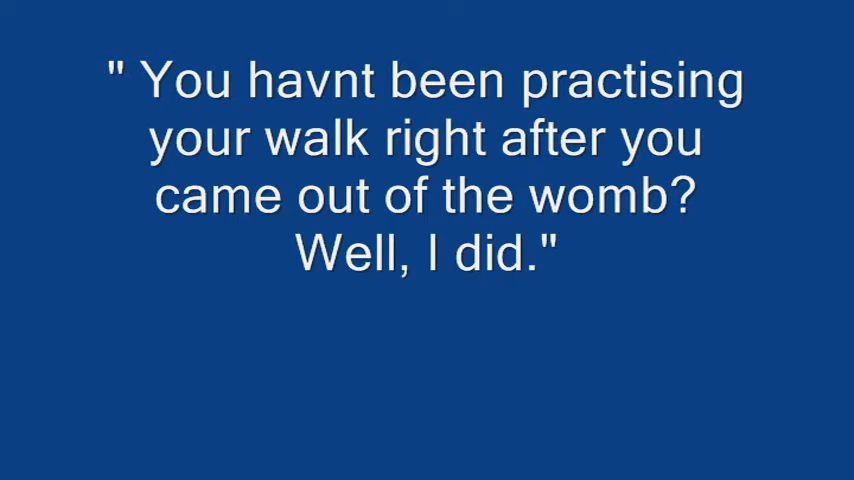 " You havnt been practising
your walk right after you
came out of the womb?
Well, I did."